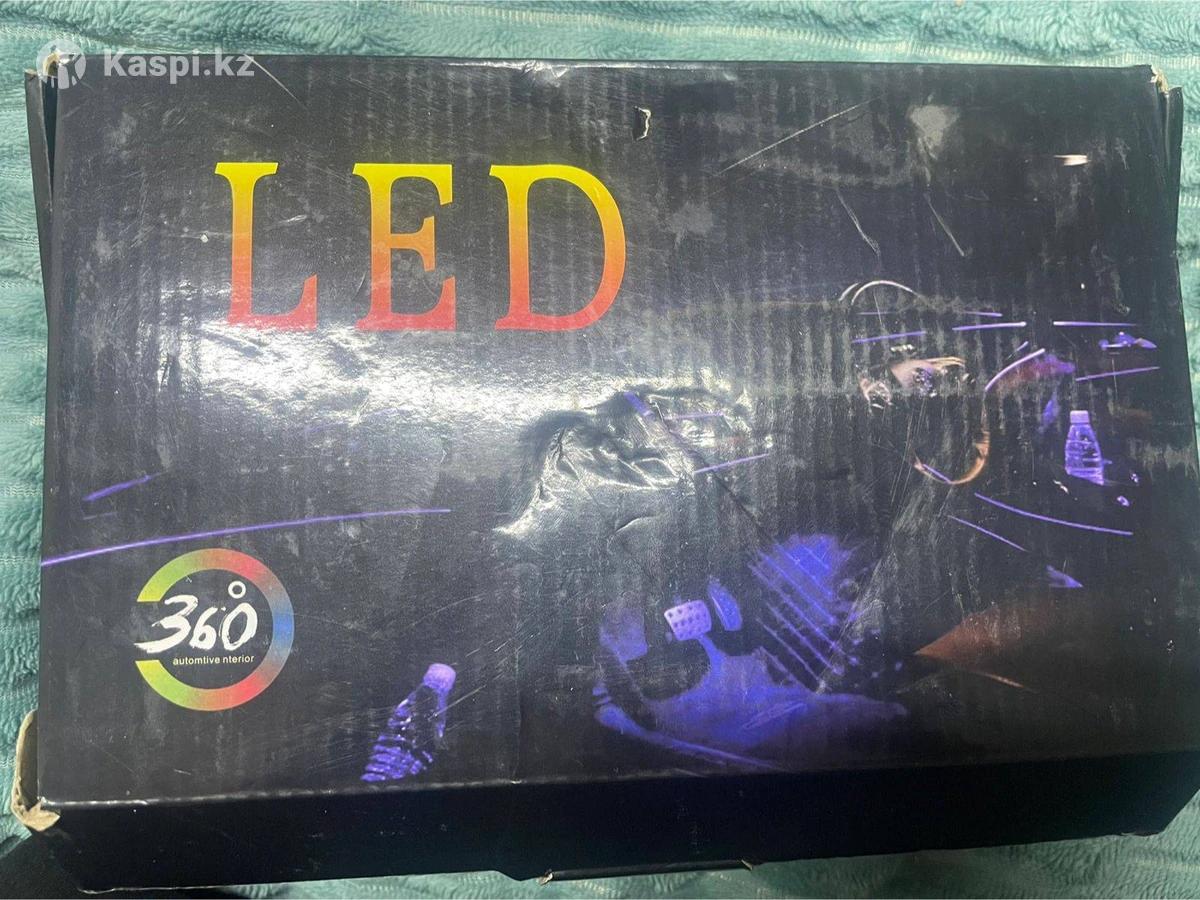 Kaspi.kz
LED
360°
automtive nterior